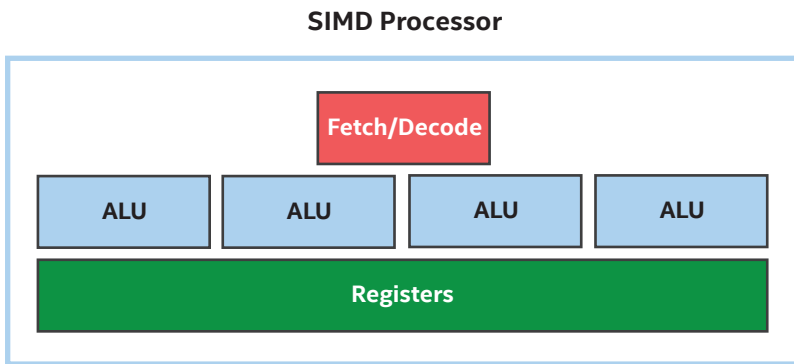 SIMD Processor
Fetch/Decode
ALU ALU ALU ALU
Registers